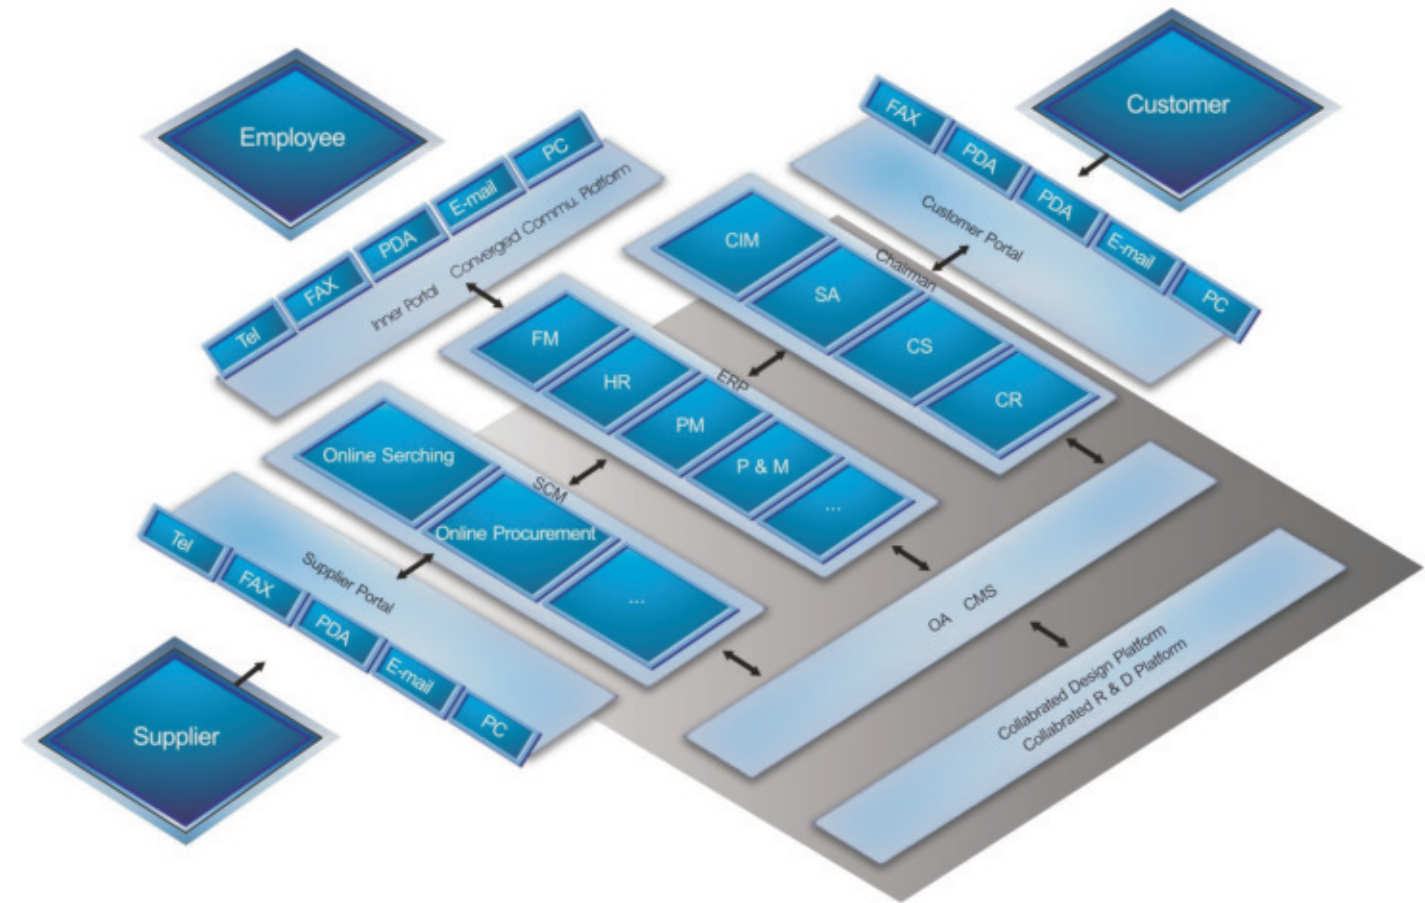 Employee
Customer
Tel
FAX
PDA
E-mail
PC
Inner Portal Converged Commu. Platform
FAX
PDA
PDA
E-mail
PC
Customer Portal
CIM
SA
CS
CR
Chairman
FM
HR
PM
P & M
...
ERP
Online Serching
Online Procurement
...
SCM
Supplier Portal
Tel
FAX
PDA
E-mail
PC
Supplier
OA CMS
Collabrated Design Platform
Collabrated R & D Platform